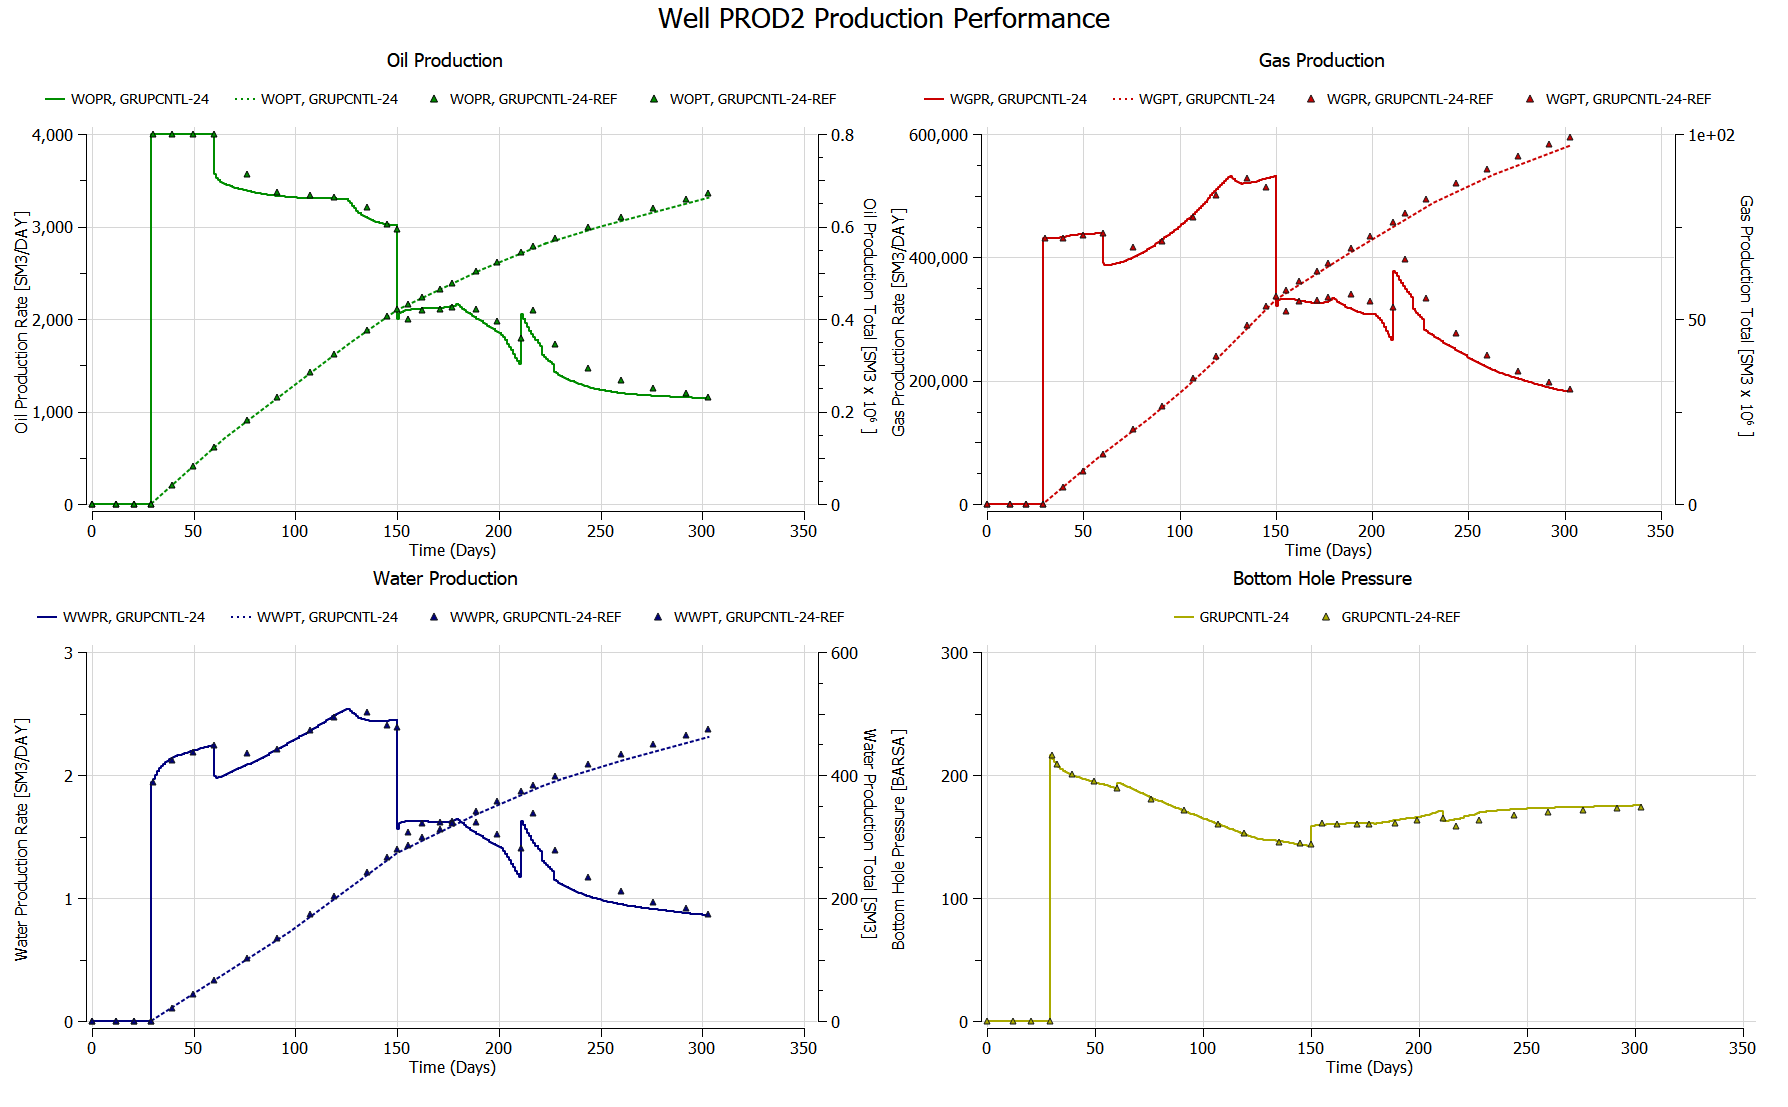 Well PROD2 Production Performance
Oil Production
WOPR, GRUPCNTL-24 WOPT, GRUPCNTL-24 WOPR, GRUPCNTL-24-REF WOPT, GRUPCNTL-24-REF
4,000
3,000
2,000
1,000
0
Oil Production Rate [SM3/DAY]
0.8
0.6
0.4
0.2
0
Oil Production Total [SM3 x 10⁶ ]
0 50 100 150 200 250 300 350
Time (Days)
Gas Production
WGPR, GRUPCNTL-24 WGPT, GRUPCNTL-24 WGPR, GRUPCNTL-24-REF WGPT, GRUPCNTL-24-REF
600,000
400,000
200,000
0
Gas Production Rate [SM3/DAY]
1e+02
50
0
Gas Production Total [SM3 x 10⁶ ]
0 50 100 150 200 250 300 350
Time (Days)
Water Production
WWPR, GRUPCNTL-24 WWPT, GRUPCNTL-24 WWPR, GRUPCNTL-24-REF WWPT, GRUPCNTL-24-REF
3
2
1
0
Water Production Rate [SM3/DAY]
600
400
200
0
Water Production Total [SM3]
0 50 100 150 200 250 300 350
Time (Days)
Bottom Hole Pressure
GRUPCNTL-24 GRUPCNTL-24-REF
300
200
100
0
Bottom Hole Pressure [BARSA]
0 50 100 150 200 250 300 350
Time (Days)